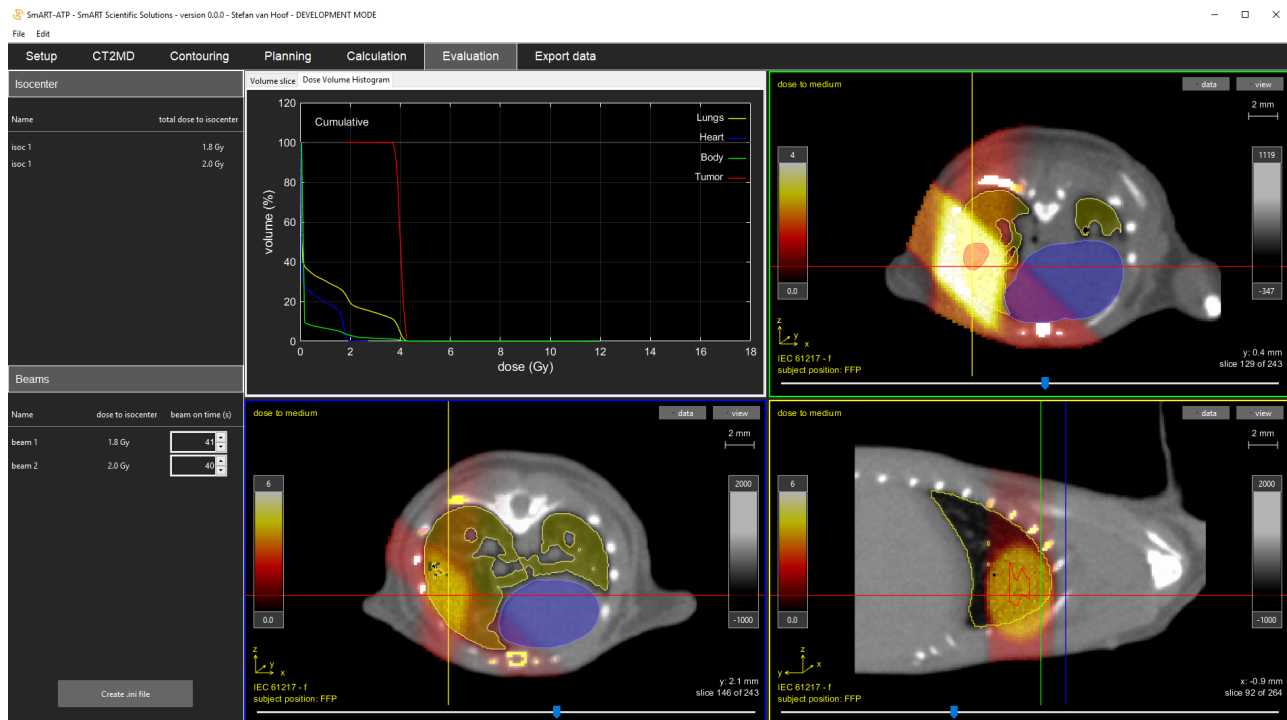 SmART-ATP - SmART Scientific Solutions - version 0.0.0 - Stefan van Hoof - DEVELOPMENT MODE
File Edit
Setup CT2MD Contouring Planning Calculation Evaluation Export data
Isocenter
Name total dose to isocenter
isoc 1 1.8 Gy
isoc 1 2.0 Gy
Beams
Name dose to isocenter beam on time (s)
beam 1 1.8 Gy 41
beam 2 2.0 Gy 40
Create .ini file
Volume slice Dose Volume Histogram
Cumulative
Lungs
Heart
Body
Tumor
volume (%)
120
100
80
60
40
20
0
0 2 4 6 8 10 12 14 16 18
dose (Gy)
dose to medium
data view
2 mm
4
0.0
1119
-347
z
y
x
IEC 61217 - f
subject position: FFP
y: 0.4 mm
slice 129 of 243
dose to medium
data view
2 mm
6
0.0
2000
-1000
z
y
x
IEC 61217 - f
subject position: FFP
y: 2.1 mm
slice 146 of 243
dose to medium
data view
2 mm
6
0.0
2000
-1000
z
y x
IEC 61217 - f
subject position: FFP
x: -0.9 mm
slice 92 of 264